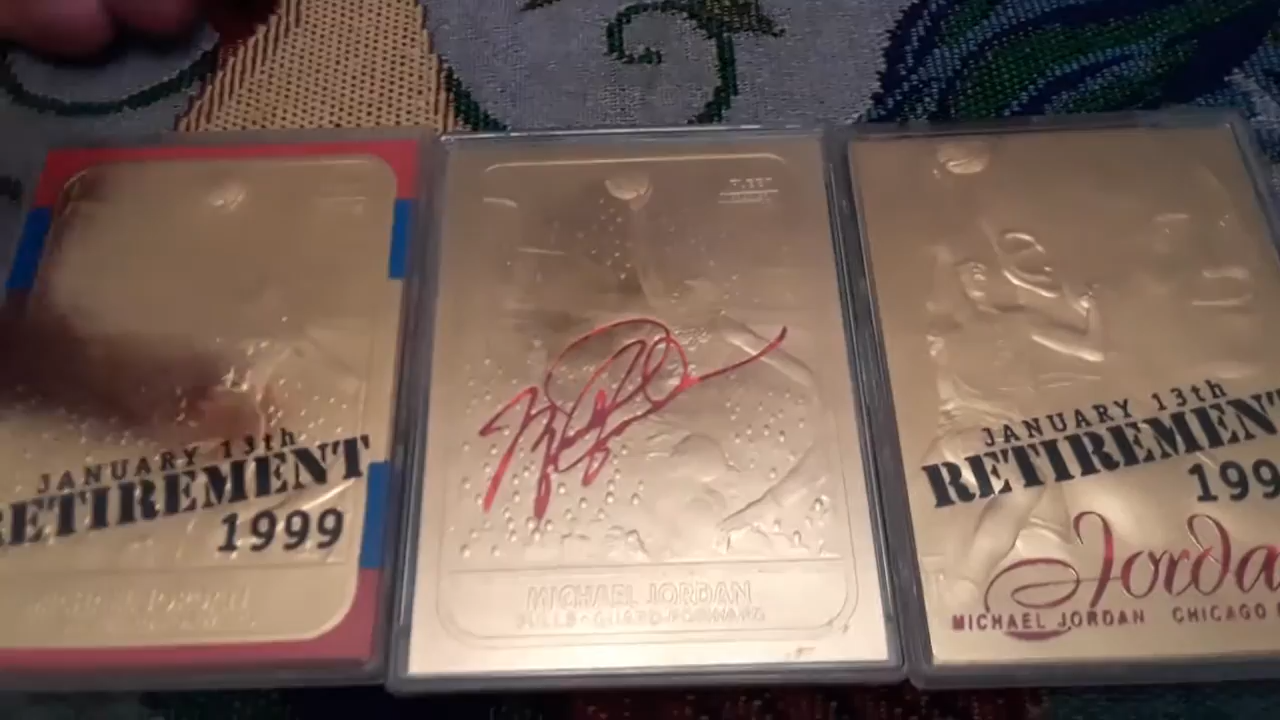 JANUARY 13th
RETIREMENT
1999
MICHAEL JORDAN
BULLS • GUARD-FORWARD
JANUARY 13th
RETIREMENT
199
Jorda
MICHAEL JORDAN CHICAGO